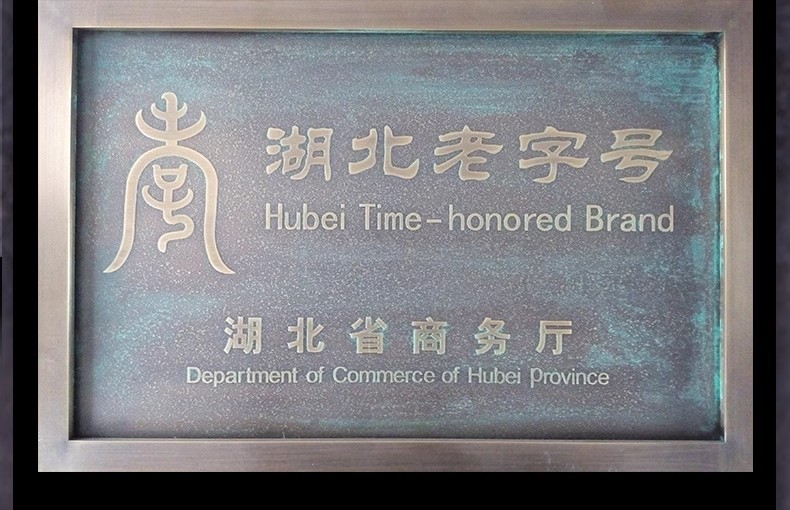 湖北老字号
Hubei Time-honored Brand
湖北省商务厅
Department of Commerce of Hubei province